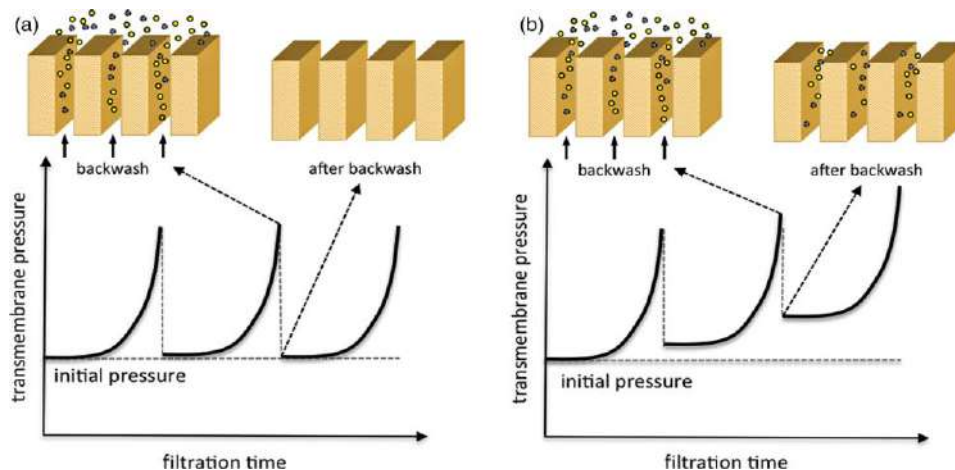 (a)
backwash
after backwash
transmembrane pressure
initial pressure
filtration time
(b)
backwash
after backwash
transmembrane pressure
initial pressure
filtration time